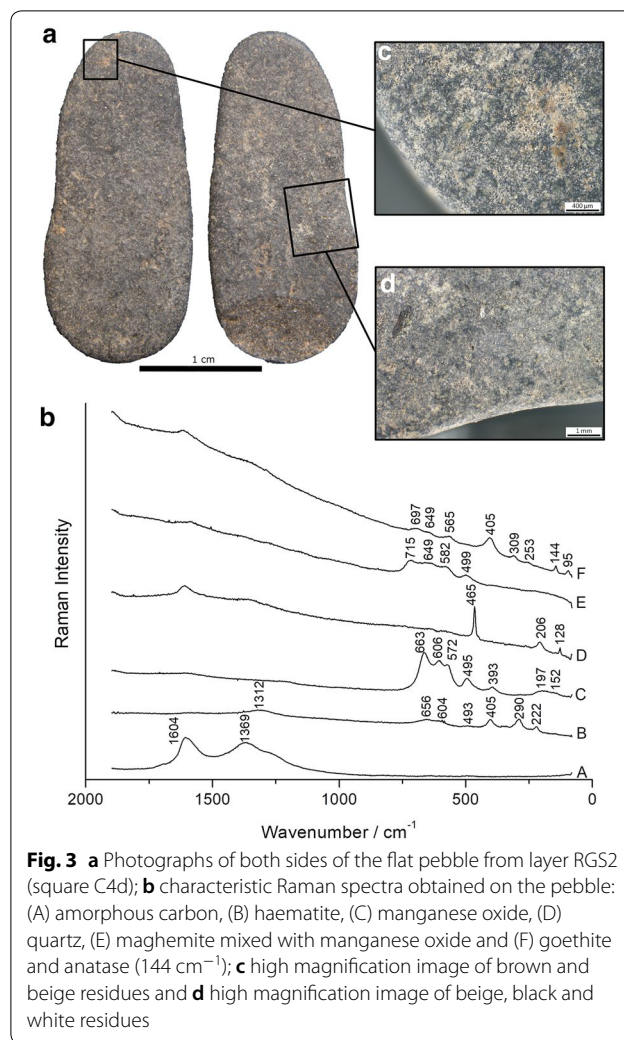 a
c
400 µm
d
1 cm
1 mm
b
Raman Intensity
697
649
565
405
309
253
144
95
F
715
649
582
499
E
465
206
128
D
663
606
572
495
393
197
152
C
1312
656
604
493
405
290
222
B
1604
1369
A
2000 1500 1000 500 0
Wavenumber / cm⁻¹
Fig. 3 a Photographs of both sides of the flat pebble from layer RGS2
(square C4d); b characteristic Raman spectra obtained on the pebble:
(A) amorphous carbon, (B) haematite, (C) manganese oxide, (D)
quartz, (E) maghemite mixed with manganese oxide and (F) goethite
and anatase (144 cm⁻¹); c high magnification image of brown and
beige residues and d high magnification image of beige, black and
white residues